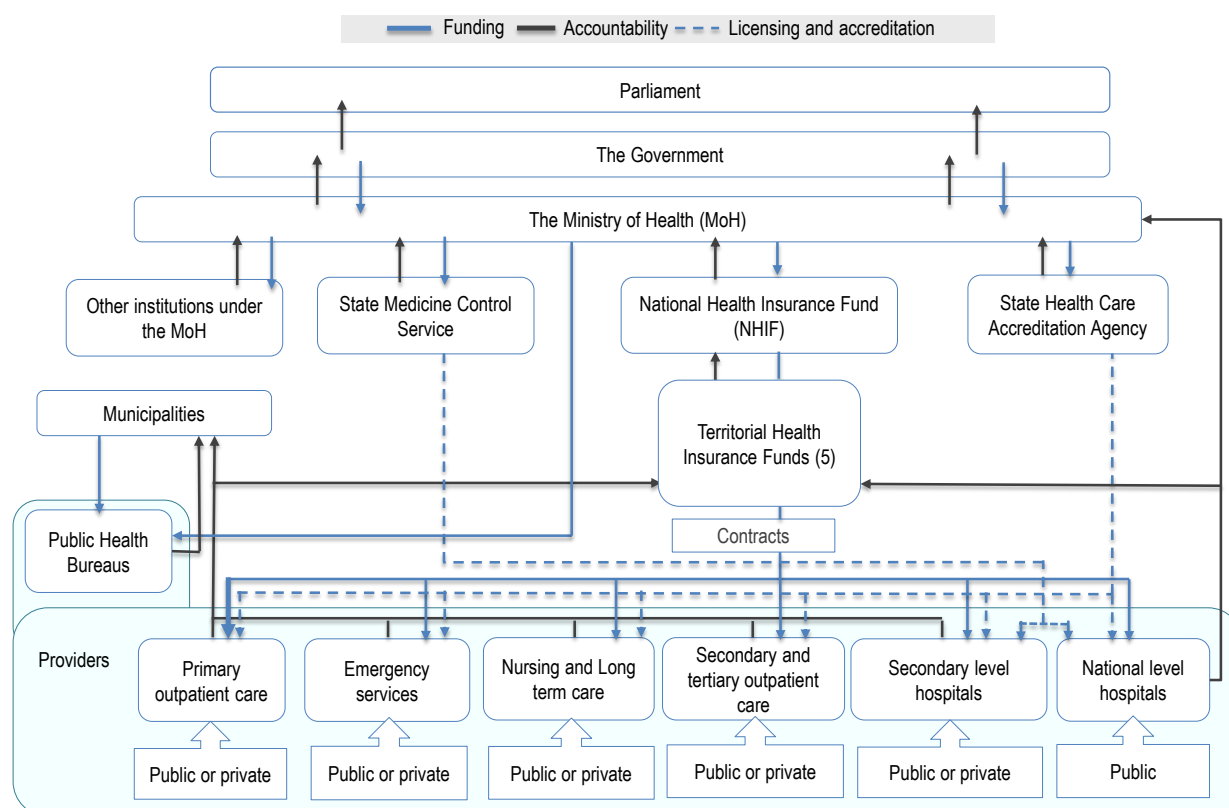 Funding
Accountability
Licensing and accreditation
Parliament
The Government
The Ministry of Health (MoH)
Other institutions under
the MoH
State Medicine Control
Service
National Health Insurance Fund
(NHIF)
State Health Care
Accreditation Agency
Municipalities
Territorial Health
Insurance Funds (5)
Public Health
Bureaus
Contracts
Providers
Primary
outpatient care
Emergency
services
Nursing and Long
term care
Secondary and
tertiary outpatient
care
Secondary level
hospitals
National level
hospitals
Public or private
Public or private
Public or private
Public or private
Public or private
Public